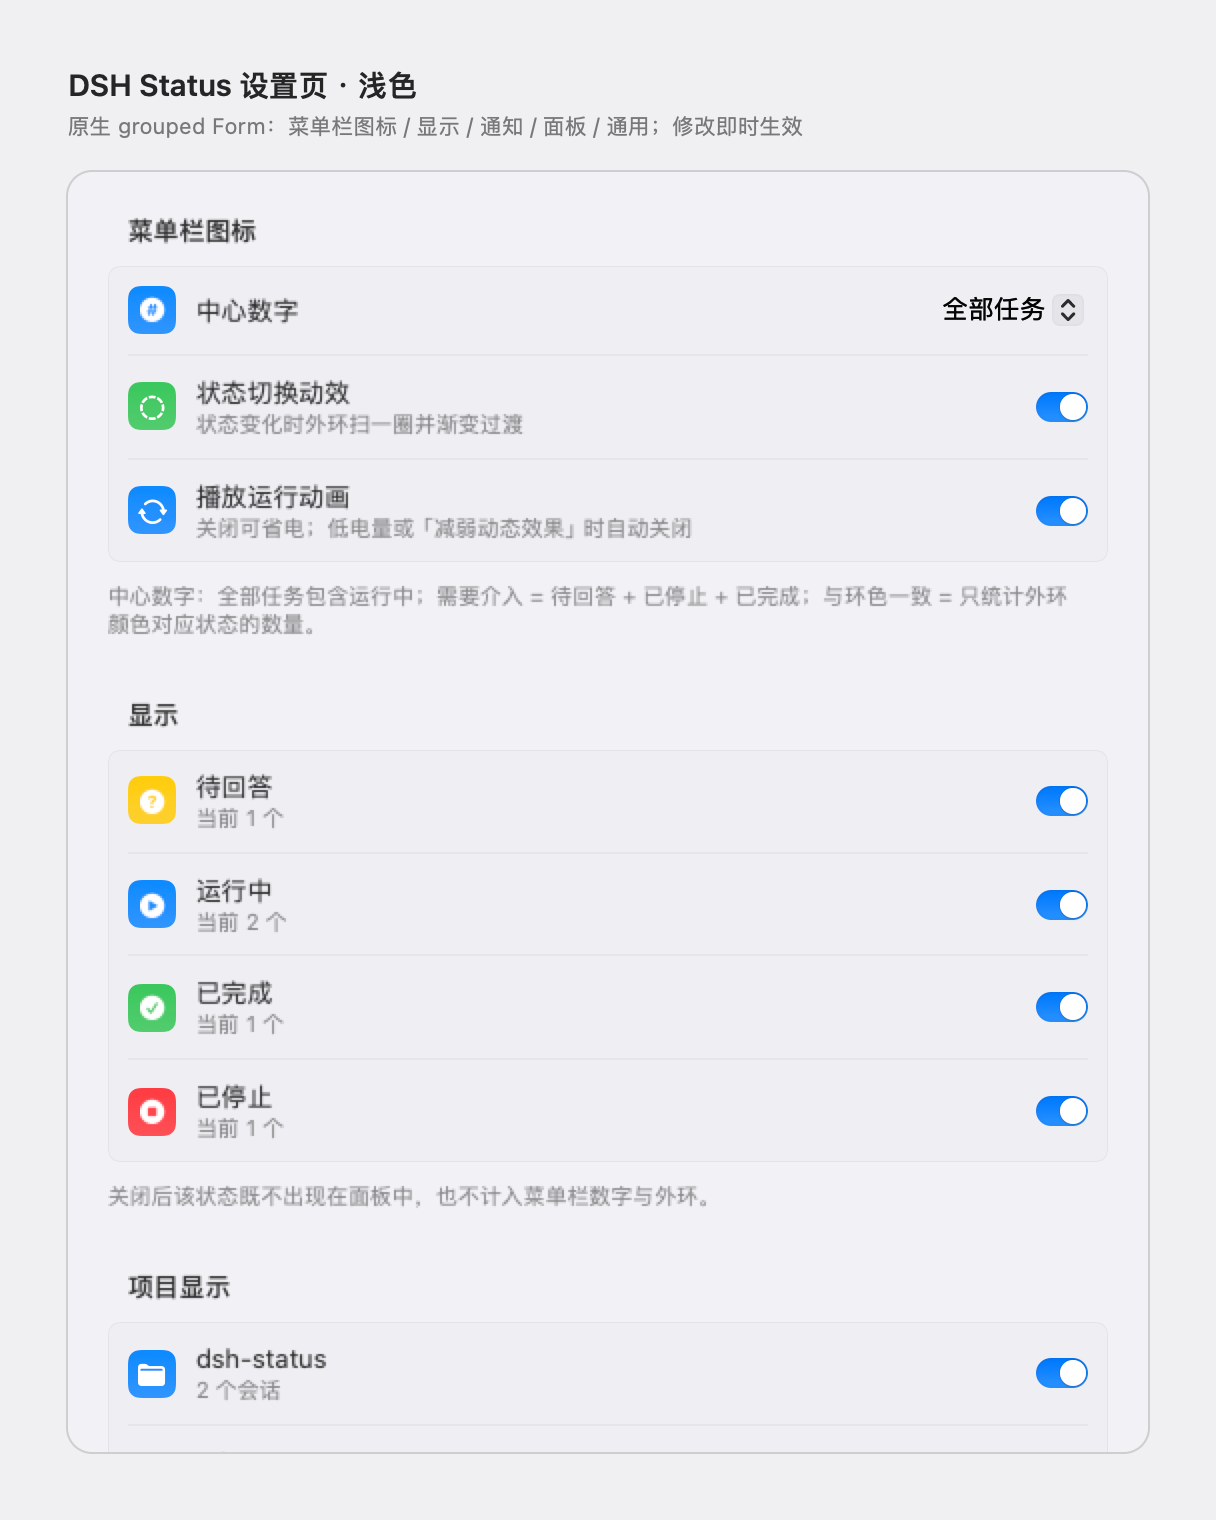 DSH Status 设置页 · 浅色
原生 grouped Form：菜单栏图标 / 显示 / 通知 / 面板 / 通用；修改即时生效
菜单栏图标
中心数字
全部任务
状态切换动效
状态变化时外环扫一圈并渐变过渡
播放运行动画
关闭可省电；低电量或「减弱动态效果」时自动关闭
中心数字：全部任务包含运行中；需要介入 = 待回答 + 已停止 + 已完成；与环色一致 = 只统计外环
颜色对应状态的数量。
显示
待回答
当前 1 个
运行中
当前 2 个
已完成
当前 1 个
已停止
当前 1 个
关闭后该状态既不出现在面板中，也不计入菜单栏数字与外环。
项目显示
dsh-status
2 个会话